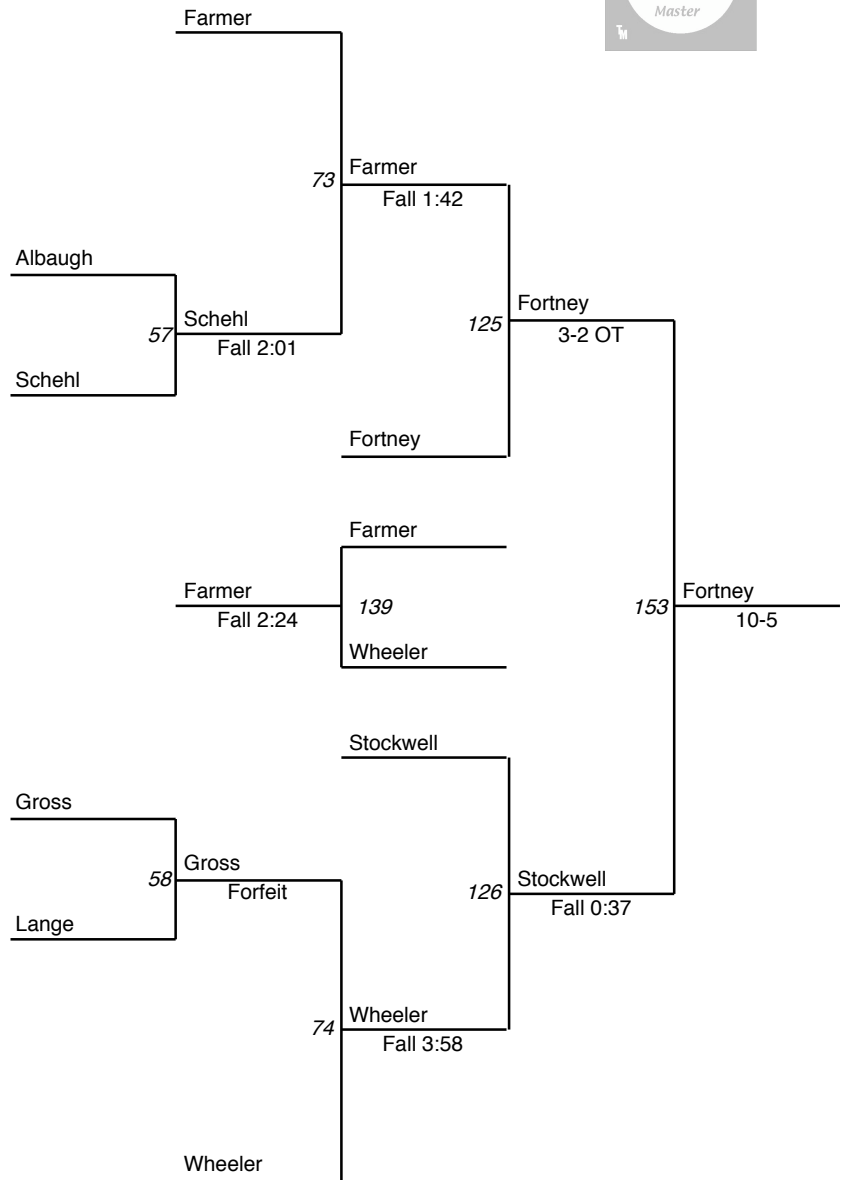 Farmer
Master
TM
73
Farmer
Fall 1:42
Albaugh
57
Schehl
Fall 2:01
Schehl
125
Fortney
3-2 OT
Fortney
Farmer
Farmer
Fall 2:24
139
Wheeler
153
Fortney
10-5
Stockwell
Gross
58
Gross
Forfeit
Lange
126
Stockwell
Fall 0:37
74
Wheeler
Fall 3:58
Wheeler